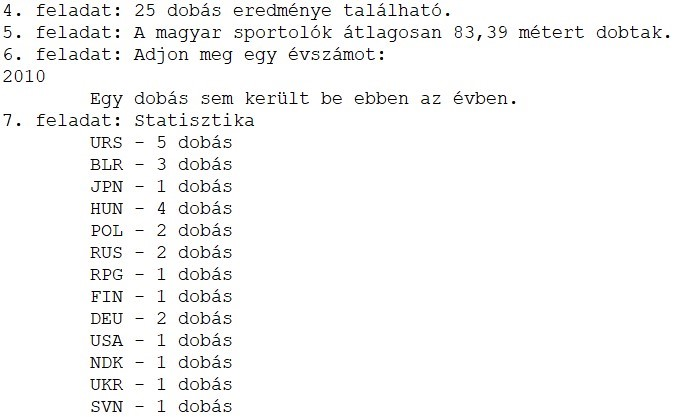 4. feladat: 25 dobás eredménye található.
5. feladat: A magyar sportolók átlagosan 83,39 métert dobtak.
6. feladat: Adjon meg egy évszámot:
2010
Egy dobás sem került be ebben az évben.
7. feladat: Statisztika
URS - 5 dobás
BLR - 3 dobás
JPN - 1 dobás
HUN - 4 dobás
POL - 2 dobás
RUS - 2 dobás
RPG - 1 dobás
FIN - 1 dobás
DEU - 2 dobás
USA - 1 dobás
NDK - 1 dobás
UKR - 1 dobás
SVN - 1 dobás